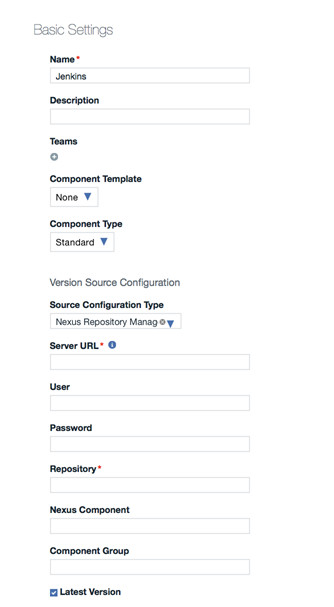 Basic Settings
Name*
Jenkins
Description
Teams
Component Template
None
Component Type
Standard
Version Source Configuration
Source Configuration Type
Nexus Repository Manag
Server URL*
User
Password
Repository*
Nexus Component
Component Group
Latest Version